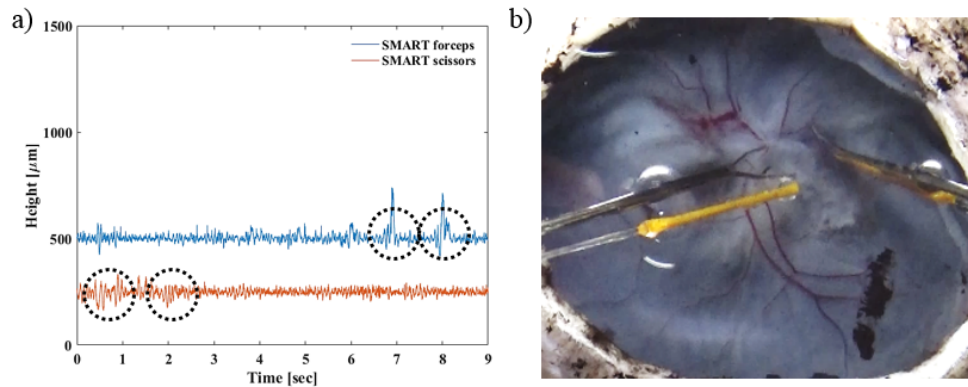 a)
1500
1000
500
0
Height [μm]
SMART forceps
SMART scissors
0 1 2 3 4 5 6 7 8 9
Time [sec]
b)